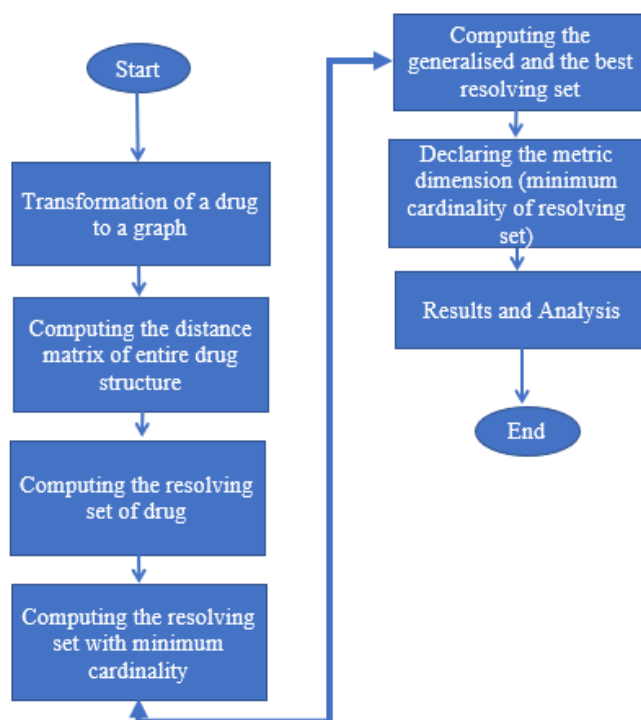 Start
Transformation of a drug
to a graph
Computing the distance
matrix of entire drug
structure
Computing the resolving
set of drug
Computing the resolving
set with minimum
cardinality
Computing the
generalised and the best
resolving set
Declaring the metric
dimension (minimum
cardinality of resolving
set)
Results and Analysis
End